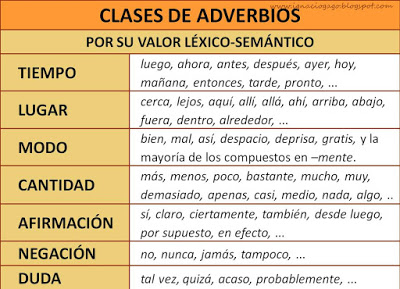 www.ignaciogago.blogspot.com
CLASES DE ADVERBIOS
POR SU VALOR LÉXICO-SEMÁNTICO
TIEMPO
luego, ahora, antes, después, ayer, hoy,
mañana, entonces, tarde, pronto, ...
LUGAR
cerca, lejos, aquí, allí, allá, ahí, arriba, abajo,
fuera, dentro, alrededor, ...
MODO
bien, mal, así, despacio, deprisa, gratis, y la
mayoría de los compuestos en –mente.
CANTIDAD
más, menos, poco, bastante, mucho, muy,
demasiado, apenas, casi, medio, nada, algo, ..
AFIRMACIÓN
sí, claro, ciertamente, también, desde luego,
por supuesto, en efecto, ...
NEGACIÓN
no, nunca, jamás, tampoco, ...
DUDA
tal vez, quizá, acaso, probablemente, ...